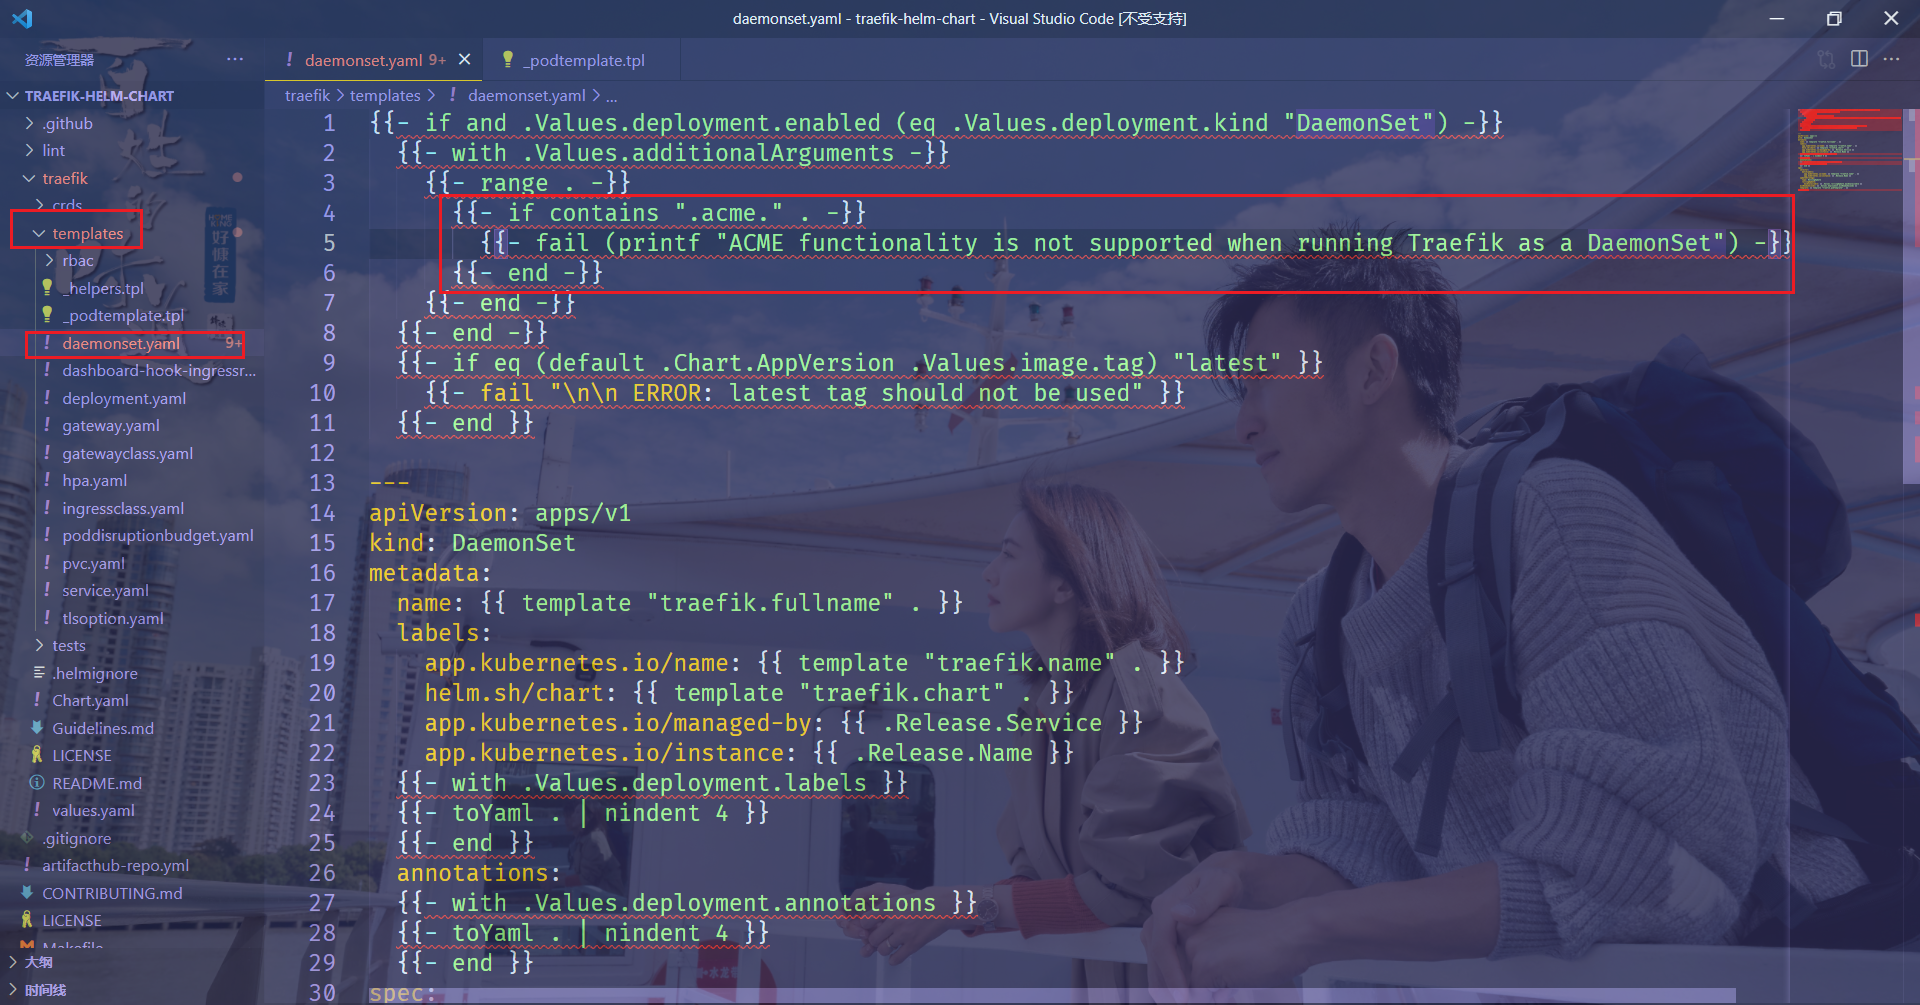 daemonset.yaml - traefik-helm-chart - Visual Studio Code [不受支持]
资源管理器
daemonset.yaml 9+
_podtemplate.tpl
TRAEFIK-HELM-CHART
.github
lint
traefik
crds
templates
rbac
_helpers.tpl
_podtemplate.tpl
daemonset.yaml 9+
dashboard-hook-ingressr...
deployment.yaml
gateway.yaml
gatewayclass.yaml
hpa.yaml
ingressclass.yaml
poddisruptionbudget.yaml
pvc.yaml
service.yaml
tlsoption.yaml
tests
.helmignore
Chart.yaml
Guidelines.md
LICENSE
README.md
values.yaml
.gitignore
artifacthub-repo.yml
CONTRIBUTING.md
LICENSE
Makefile
大纲
时间线
traefik > templates > ! daemonset.yaml > ...
1 {{- if and .Values.deployment.enabled (eq .Values.deployment.kind "DaemonSet") -}}
2 {{- with .Values.additionalArguments -}}
3 {{- range . -}}
4 {{- if contains ".acme." . -}}
5 {{- fail (printf "ACME functionality is not supported when running Traefik as a DaemonSet") -}}
6 {{- end -}}
7 {{- end -}}
8 {{- end -}}
9 {{- if eq (default .Chart.AppVersion .Values.image.tag) "latest" }}
10 {{- fail "\n\n ERROR: latest tag should not be used" }}
11 {{- end }}
12
13 ---
14 apiVersion: apps/v1
15 kind: DaemonSet
16 metadata:
17 name: {{ template "traefik.fullname" . }}
18 labels:
19 app.kubernetes.io/name: {{ template "traefik.name" . }}
20 helm.sh/chart: {{ template "traefik.chart" . }}
21 app.kubernetes.io/managed-by: {{ .Release.Service }}
22 app.kubernetes.io/instance: {{ .Release.Name }}
23 {{- with .Values.deployment.labels }}
24 {{- toYaml . | nindent 4 }}
25 {{- end }}
26 annotations:
27 {{- with .Values.deployment.annotations }}
28 {{- toYaml . | nindent 4 }}
29 {{- end }}
30 spec: